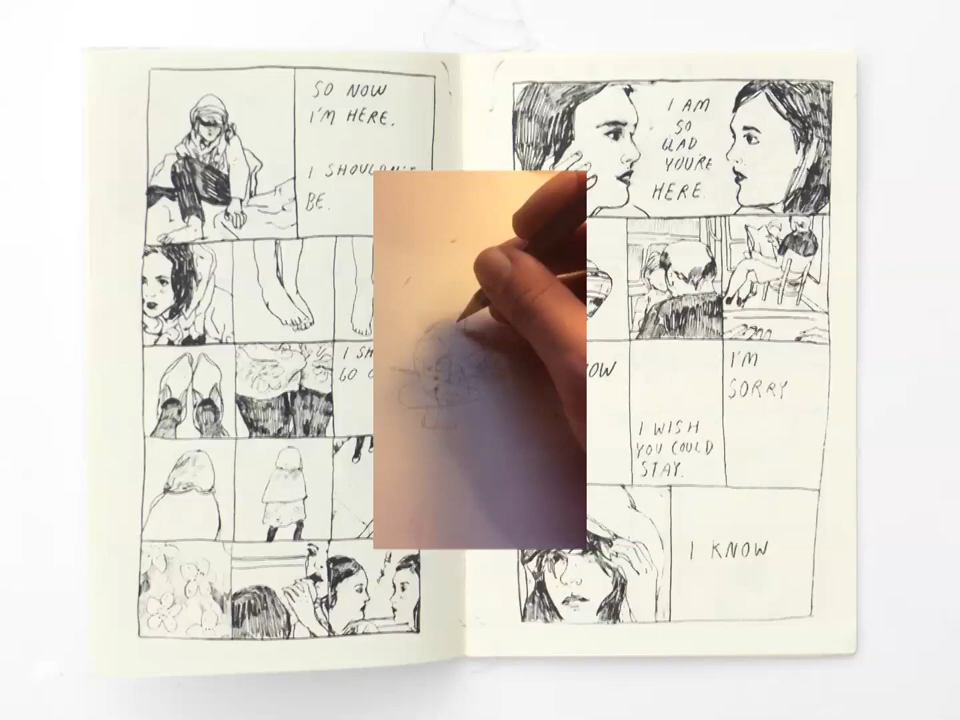 SO NOW
I'M HERE.
I SHOULDN'T
BE.
I AM
SO
GLAD
YOU'RE
HERE.
I WISH
YOU COULD
STAY.
I'M
SORRY
I KNOW